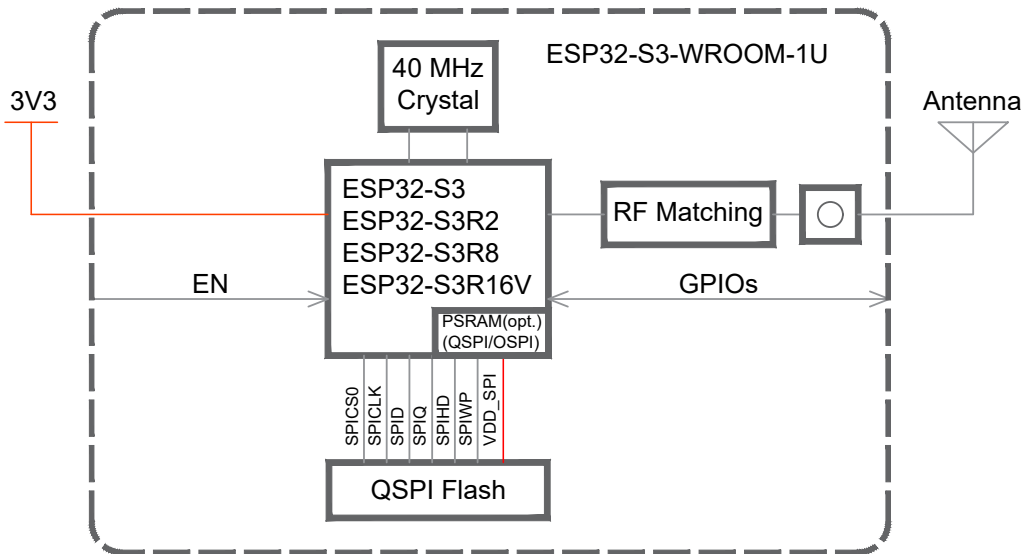 ESP32-S3-WROOM-1U
40 MHz
Crystal
3V3
Antenna
ESP32-S3
ESP32-S3R2
ESP32-S3R8
ESP32-S3R16V
RF Matching
EN
GPIOs
PSRAM(opt.)
(QSPI/OSPI)
SPICS0
SPICLK
SPID
SPIQ
SPIHD
SPIWP
VDD_SPI
QSPI Flash